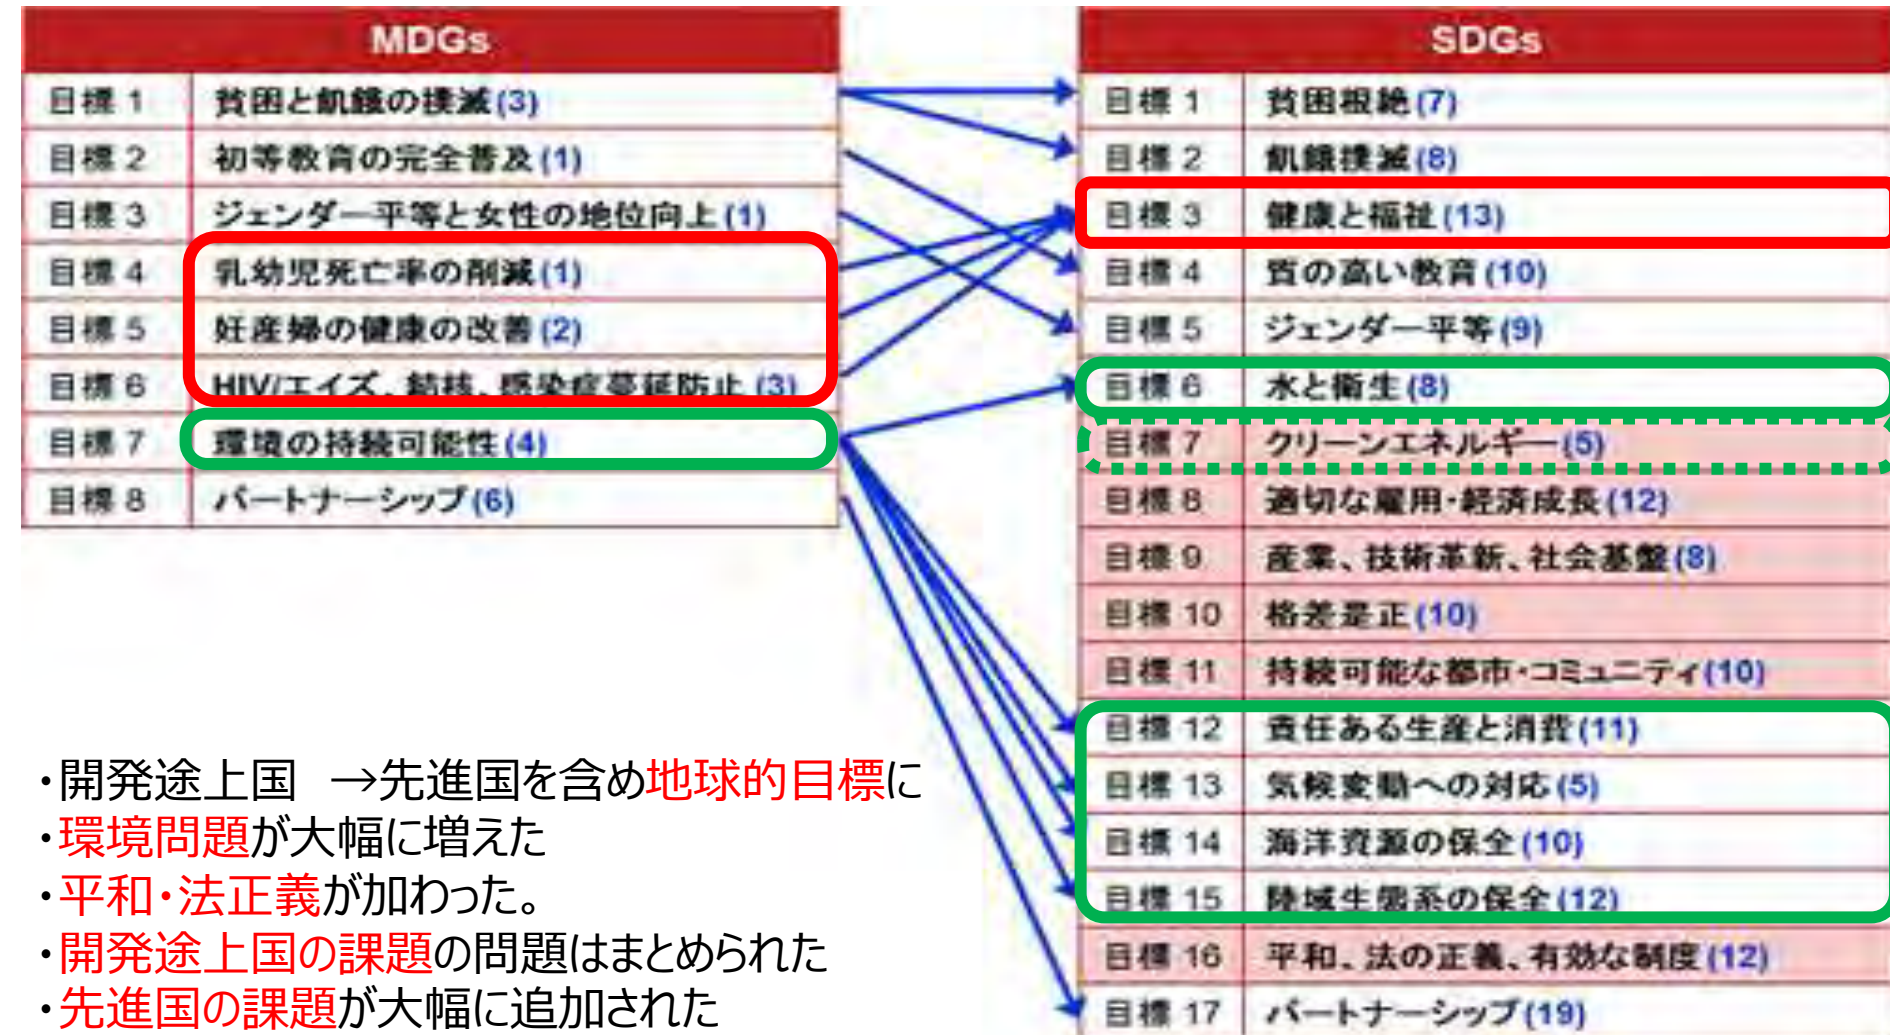 MDGs
目標 1 貧困と飢餓の撲滅(3)
目標 2 初等教育の完全普及(1)
目標 3 ジェンダー平等と女性の地位向上(1)
目標 4 乳幼児死亡率の削減(1)
目標 5 妊産婦の健康の改善(2)
目標 6 HIV/エイズ、結核、感染症蔓延防止(3)
目標 7 環境の持続可能性(4)
目標 8 パートナーシップ(6)
SDGs
目標 1 貧困根絶(7)
目標 2 飢餓撲滅(8)
目標 3 健康と福祉(13)
目標 4 質の高い教育(10)
目標 5 ジェンダー平等(9)
目標 6 水と衛生(8)
目標 7 クリーンエネルギー(5)
目標 8 適切な雇用・経済成長(12)
目標 9 産業、技術革新、社会基盤(8)
目標 10 格差是正(10)
目標 11 持続可能な都市・コミュニティ(10)
目標 12 責任ある生産と消費(11)
目標 13 気候変動への対応(5)
目標 14 海洋資源の保全(10)
目標 15 陸域生態系の保全(12)
目標 16 平和、法の正義、有効な制度(12)
目標 17 パートナーシップ(19)
・開発途上国 →先進国を含め地球的目標に
・環境問題が大幅に増えた
・平和・法正義が加わった。
・開発途上国の課題の問題はまとめられた
・先進国の課題が大幅に追加された